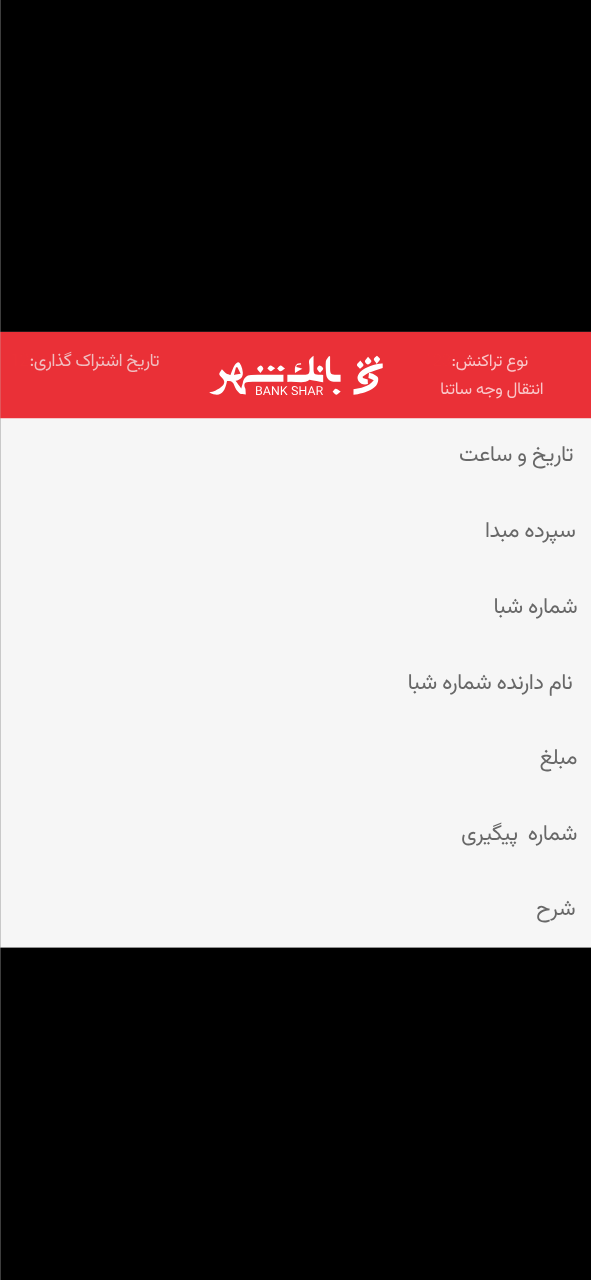 نوع تراکنش:
انتقال وجه ساتنا
بانک شهر
BANK SHAR
تاریخ اشتراک گذاری:
تاریخ و ساعت
سپرده مبدا
شماره شبا
نام دارنده شماره شبا
مبلغ
شماره پیگیری
شرح